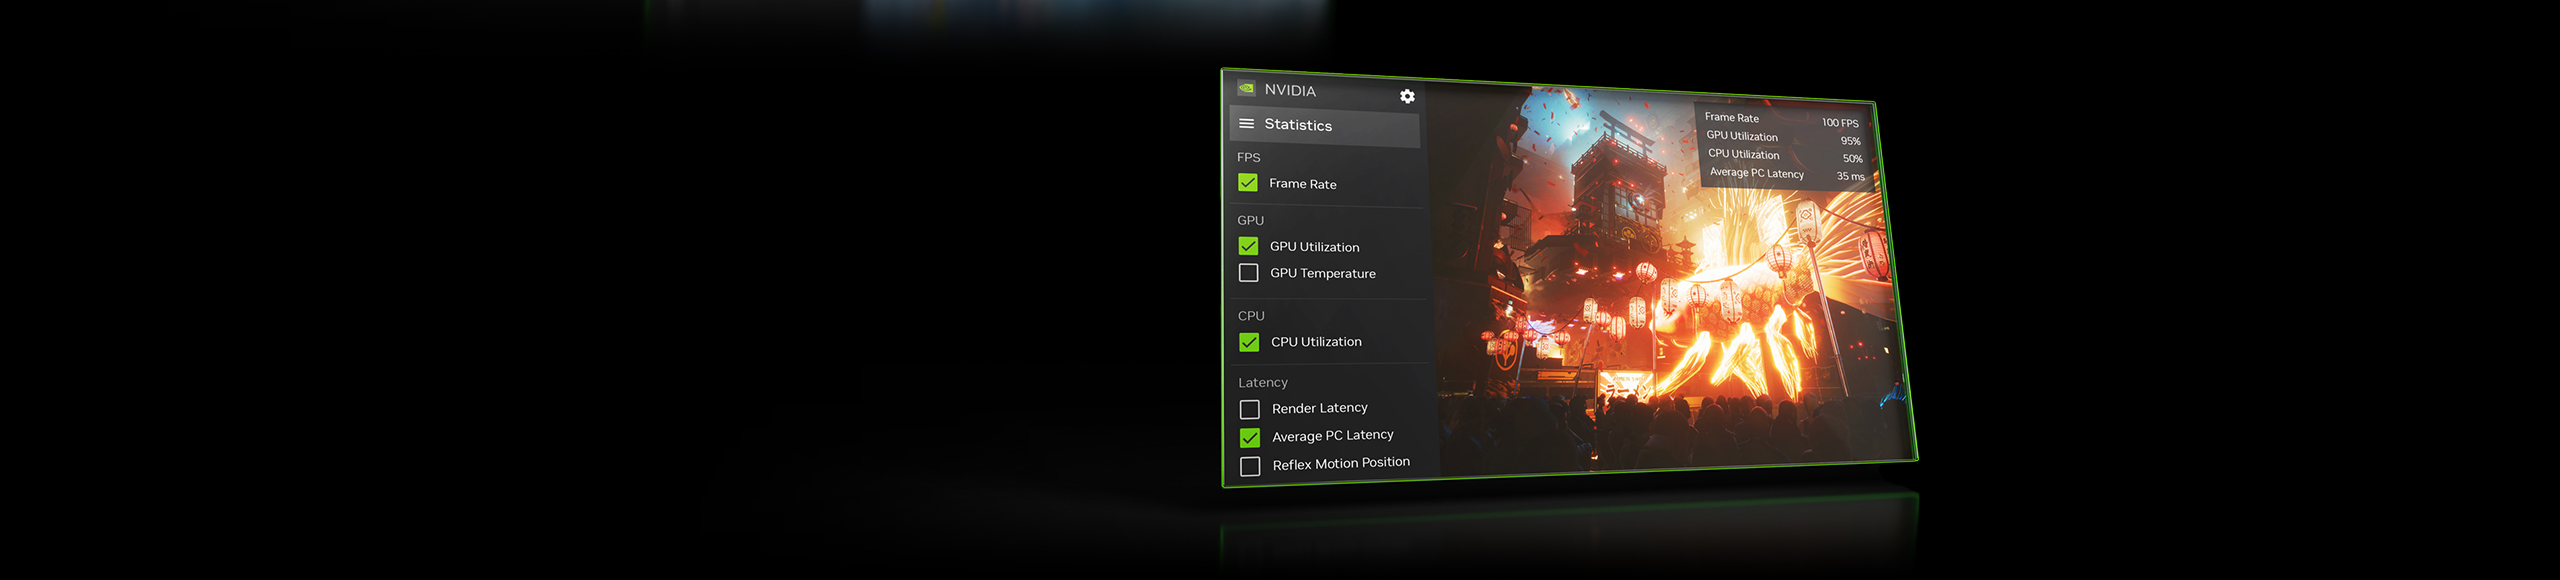 NVIDIA
Statistics
FPS
Frame Rate
GPU
GPU Utilization
GPU Temperature
CPU
CPU Utilization
Latency
Render Latency
Average PC Latency
Reflex Motion Position
Frame Rate 100 FPS
GPU Utilization 95%
CPU Utilization 50%
Average PC Latency 35 ms